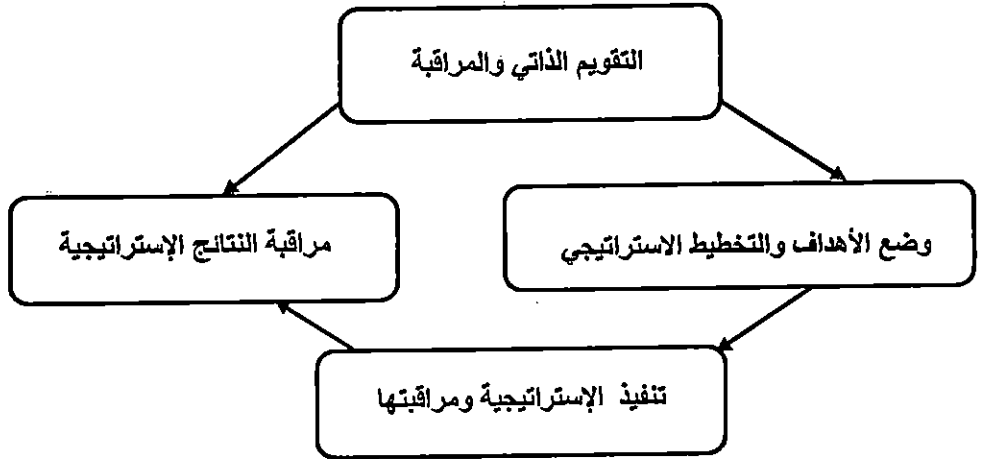 التقويم الذاتي والمراقبة
وضع الأهداف والتخطيط الاستراتيجي
مراقبة النتائج الإستراتيجية
تنفيذ الإستراتيجية ومراقبتها